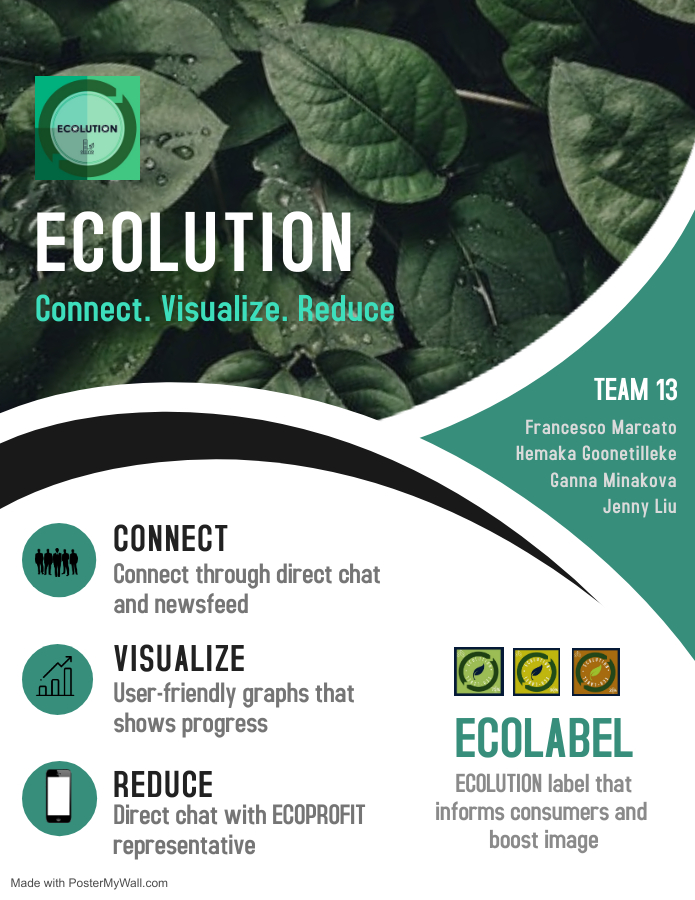 ECOLUTION
ECOLUTION
Connect. Visualize. Reduce
TEAM 13
Francesco Marcato
Hemaka Goonetilleke
Ganna Minakova
Jenny Liu
CONNECT
Connect through direct chat
and newsfeed
VISUALIZE
User-friendly graphs that
shows progress
REDUCE
Direct chat with ECOPROFIT
representative
ECOLABEL
ECOLUTION label that
informs consumers and
boost image
Made with PosterMyWall.com